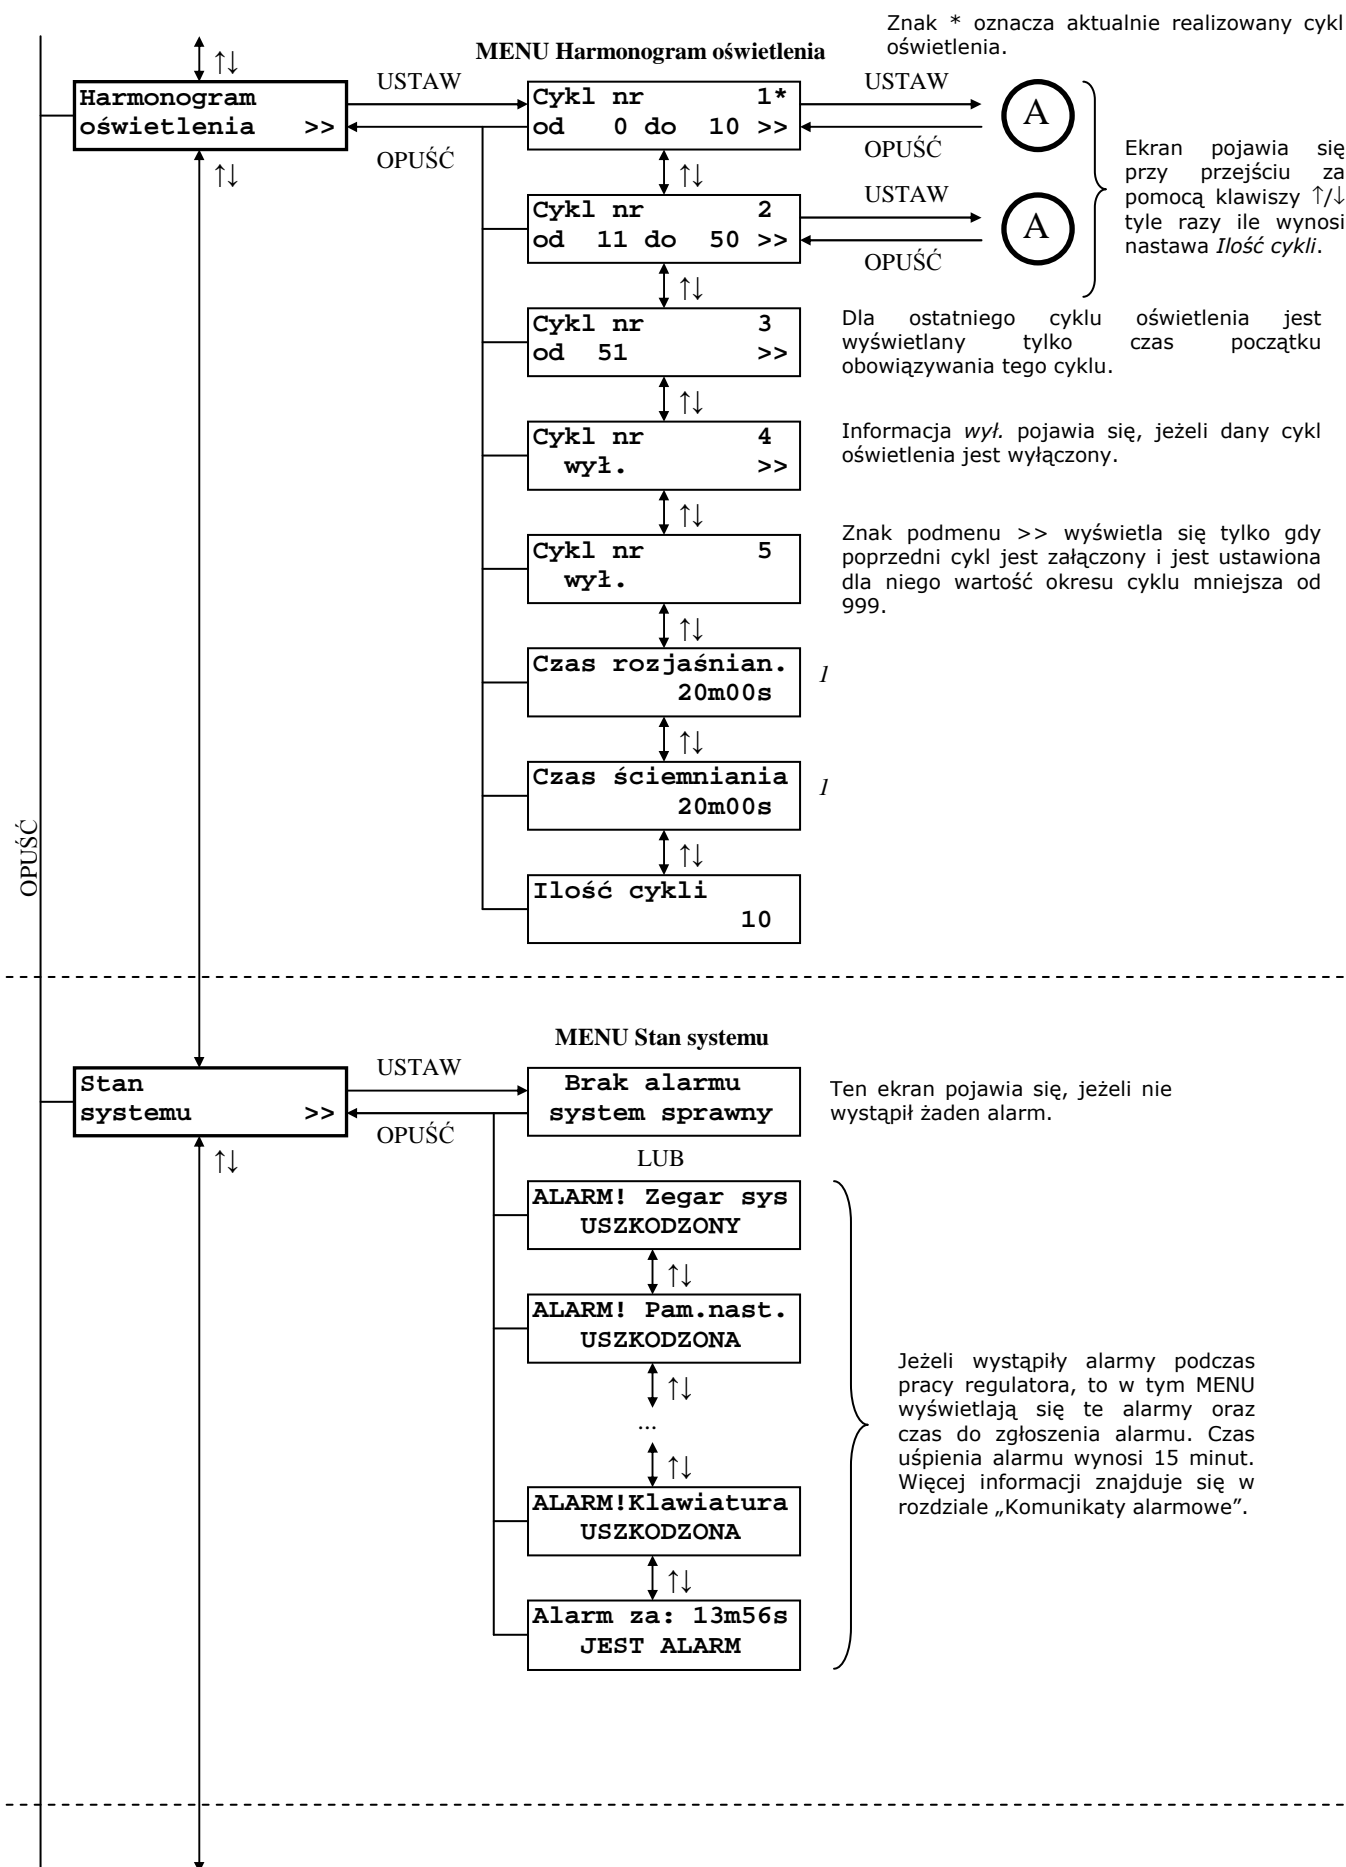 Znak * oznacza aktualnie realizowany cykl
oświetlenia.
MENU Harmonogram oświetlenia
↑↓
Harmonogram
oświetlenia >>
USTAW
OPUŚĆ
↑↓
Cykl nr 1*
od 0 do 10 >>
USTAW
OPUŚĆ
A
↑↓
Cykl nr 2
od 11 do 50 >>
USTAW
OPUŚĆ
A
Ekran pojawia się
przy przejściu za
pomocą klawiszy ↑/↓
tyle razy ile wynosi
nastawa Ilość cykli.
↑↓
Cykl nr 3
od 51 >>
Dla ostatniego cyklu oświetlenia jest
wyświetlany tylko czas początku
obowiązywania tego cyklu.
↑↓
Cykl nr 4
wył. >>
Informacja wył. pojawia się, jeżeli dany cykl
oświetlenia jest wyłączony.
↑↓
Cykl nr 5
wył.
Znak podmenu >> wyświetla się tylko gdy
poprzedni cykl jest załączony i jest ustawiona
dla niego wartość okresu cyklu mniejsza od
999.
↑↓
Czas rozjaśnian.
20m00s
1
↑↓
Czas ściemniania
20m00s
1
↑↓
Ilość cykli
10
OPUŚĆ
MENU Stan systemu
Stan
systemu >>
USTAW
OPUŚĆ
↑↓
Brak alarmu
system sprawny
Ten ekran pojawia się, jeżeli nie
wystąpił żaden alarm.
LUB
ALARM! Zegar sys
USZKODZONY
↑↓
ALARM! Pam.nast.
USZKODZONA
↑↓
...
↑↓
ALARM!Klawiatura
USZKODZONA
↑↓
Alarm za: 13m56s
JEST ALARM
Jeżeli wystąpiły alarmy podczas
pracy regulatora, to w tym MENU
wyświetlają się te alarmy oraz
czas do zgłoszenia alarmu. Czas
uśpienia alarmu wynosi 15 minut.
Więcej informacji znajduje się w
rozdziale „Komunikaty alarmowe”.